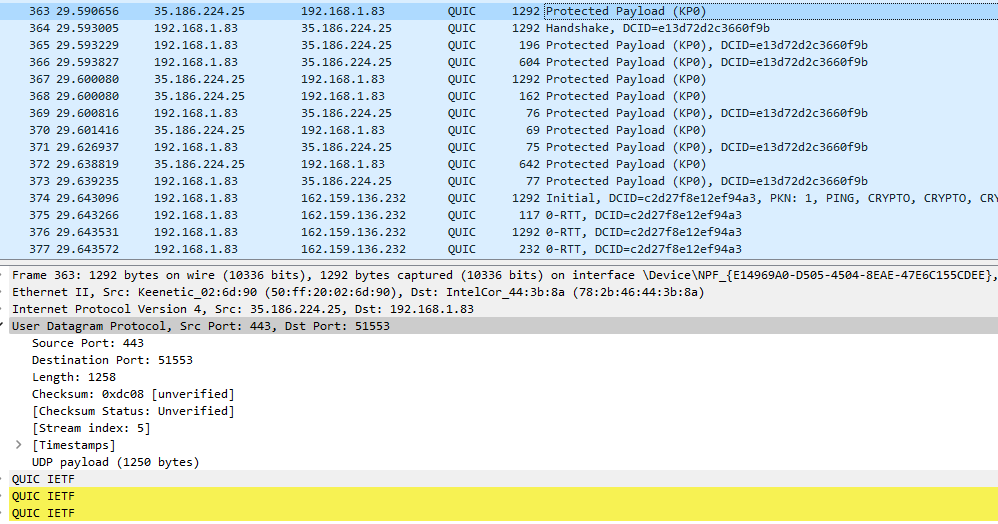 363 29.590656 35.186.224.25 192.168.1.83 QUIC 1292 Protected Payload (KP0)
364 29.593005 192.168.1.83 35.186.224.25 QUIC 1292 Handshake, DCID=e13d72d2c3660f9b
365 29.593229 192.168.1.83 35.186.224.25 QUIC 196 Protected Payload (KP0), DCID=e13d72d2c3660f9b
366 29.593827 192.168.1.83 35.186.224.25 QUIC 604 Protected Payload (KP0), DCID=e13d72d2c3660f9b
367 29.600080 35.186.224.25 192.168.1.83 QUIC 1292 Protected Payload (KP0)
368 29.600080 35.186.224.25 192.168.1.83 QUIC 162 Protected Payload (KP0)
369 29.600816 192.168.1.83 35.186.224.25 QUIC 76 Protected Payload (KP0), DCID=e13d72d2c3660f9b
370 29.601416 35.186.224.25 192.168.1.83 QUIC 69 Protected Payload (KP0)
371 29.626937 192.168.1.83 35.186.224.25 QUIC 75 Protected Payload (KP0), DCID=e13d72d2c3660f9b
372 29.638819 35.186.224.25 192.168.1.83 QUIC 642 Protected Payload (KP0)
373 29.639235 192.168.1.83 35.186.224.25 QUIC 77 Protected Payload (KP0), DCID=e13d72d2c3660f9b
374 29.643096 192.168.1.83 162.159.136.232 QUIC 1292 Initial, DCID=c2d27f8e12ef94a3, PKN: 1, PING, CRYPTO, CRYPTO, CRY
375 29.643266 192.168.1.83 162.159.136.232 QUIC 117 0-RTT, DCID=c2d27f8e12ef94a3
376 29.643531 192.168.1.83 162.159.136.232 QUIC 1292 0-RTT, DCID=c2d27f8e12ef94a3
377 29.643572 192.168.1.83 162.159.136.232 QUIC 232 0-RTT, DCID=c2d27f8e12ef94a3
Frame 363: 1292 bytes on wire (10336 bits), 1292 bytes captured (10336 bits) on interface \Device\NPF_{E14969A0-D505-4504-8EAE-47E6C155CDEE},
Ethernet II, Src: Keenetic_02:6d:90 (50:ff:20:02:6d:90), Dst: IntelCor_44:3b:8a (78:2b:46:44:3b:8a)
Internet Protocol Version 4, Src: 35.186.224.25, Dst: 192.168.1.83
User Datagram Protocol, Src Port: 443, Dst Port: 51553
Source Port: 443
Destination Port: 51553
Length: 1258
Checksum: 0xdc08 [unverified]
[Checksum Status: Unverified]
[Stream index: 5]
[Timestamps]
UDP payload (1250 bytes)
QUIC IETF
QUIC IETF
QUIC IETF